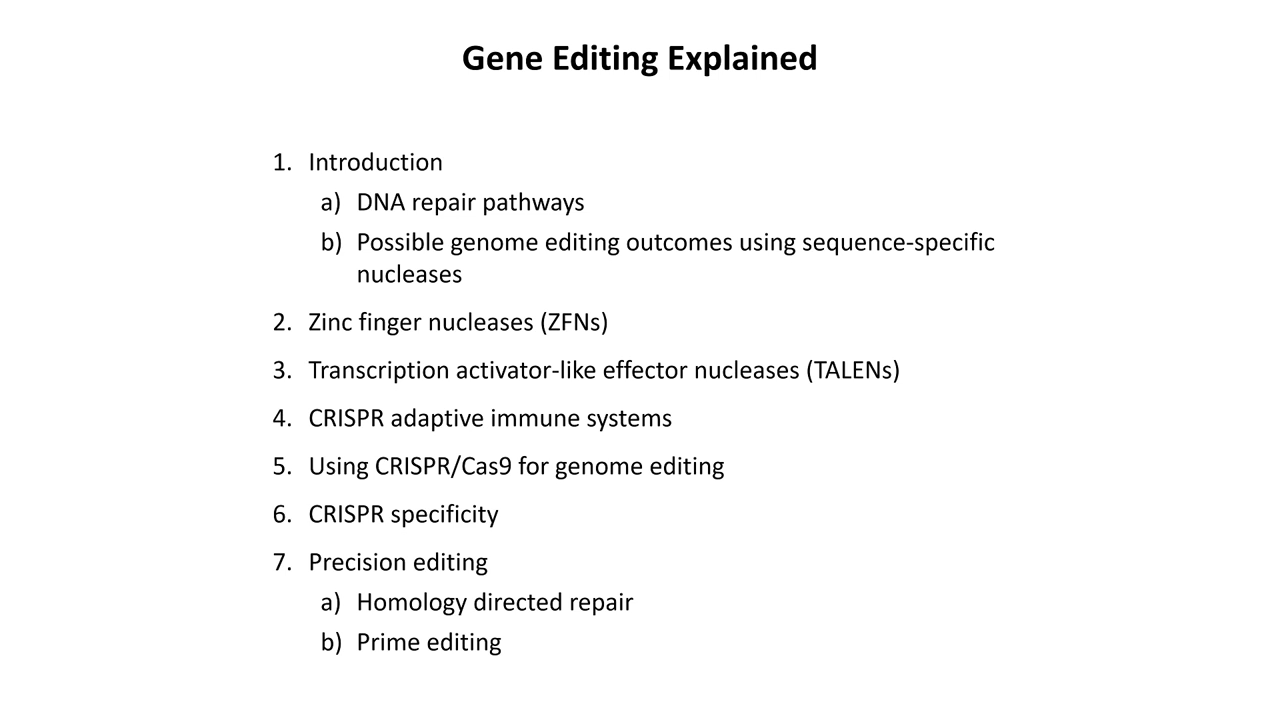 Gene Editing Explained
1. Introduction
a) DNA repair pathways
b) Possible genome editing outcomes using sequence-specific
nucleases
2. Zinc finger nucleases (ZFNs)
3. Transcription activator-like effector nucleases (TALENs)
4. CRISPR adaptive immune systems
5. Using CRISPR/Cas9 for genome editing
6. CRISPR specificity
7. Precision editing
a) Homology directed repair
b) Prime editing